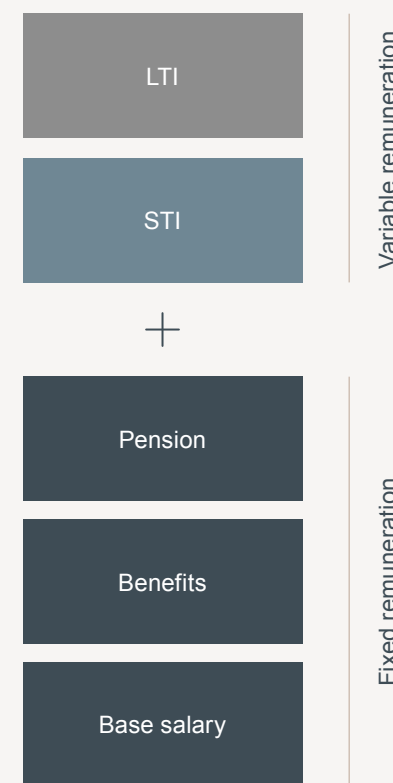 LTI
STI
Variable remuneration
+
Pension
Benefits
Base salary
Fixed remuneration